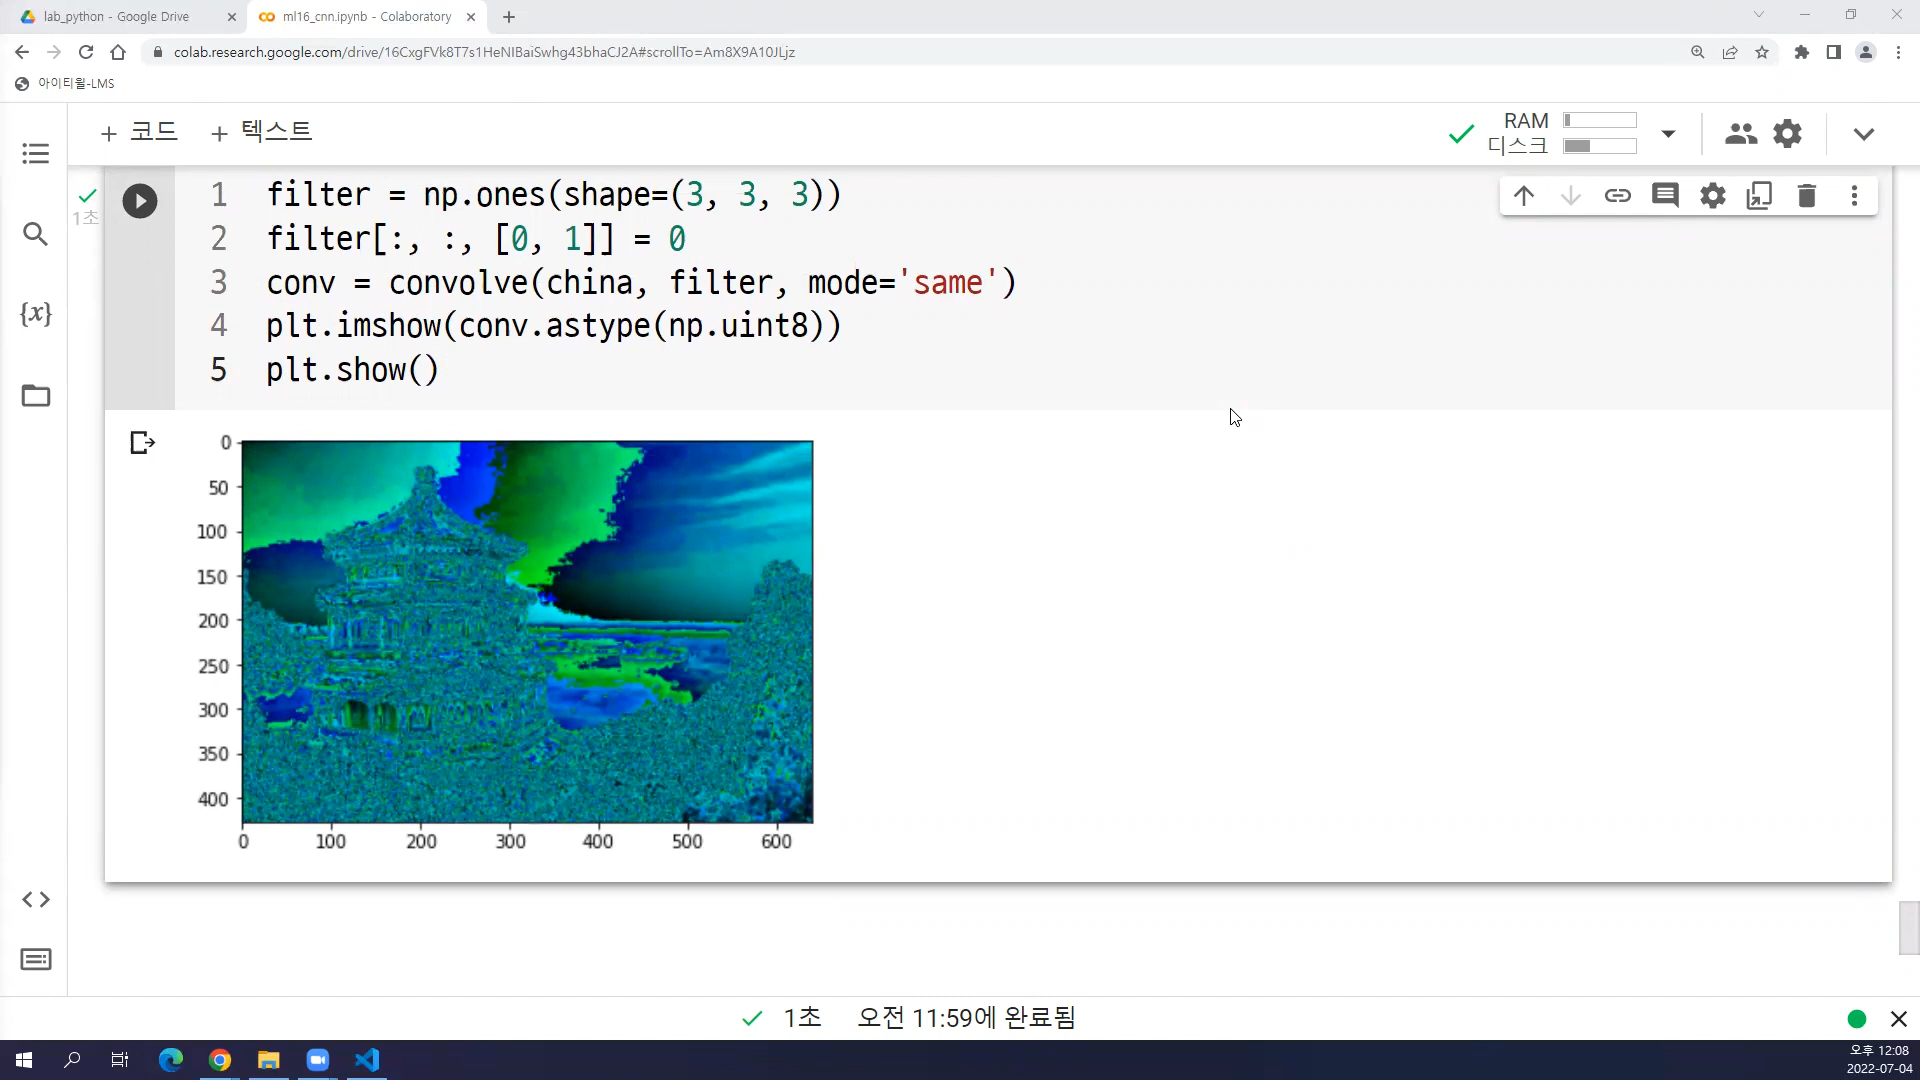 lab_python - Google Drive
ml16_cnn.ipynb - Colaboratory
colab.research.google.com/drive/16CxgFVk8T7s1HeNIBaiSwhg43bhaCJ2A#scrollTo=Am8X9A10JLjz
아이티윌-LMS
+ 코드 + 텍스트
RAM
디스크
1초
1 filter = np.ones(shape=(3, 3, 3))
2 filter[:, :, [0, 1]] = 0
3 conv = convolve(china, filter, mode='same')
4 plt.imshow(conv.astype(np.uint8))
5 plt.show()
{x}
0
50
100
150
200
250
300
350
400
0 100 200 300 400 500 600
1초 오전 11:59에 완료됨
오후 12:08
2022-07-04